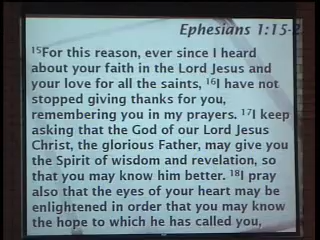 Ephesians 1:15-2
¹⁵For this reason, ever since I heard
about your faith in the Lord Jesus and
your love for all the saints, ¹⁶I have not
stopped giving thanks for you,
remembering you in my prayers. ¹⁷I keep
asking that the God of our Lord Jesus
Christ, the glorious Father, may give you
the Spirit of wisdom and revelation, so
that you may know him better. ¹⁸I pray
also that the eyes of your heart may be
enlightened in order that you may know
the hope to which he has called you,